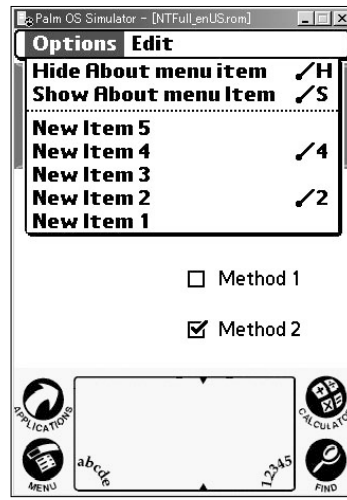 Palm OS Simulator - [NTFull_enUS.rom]
Options Edit
Hide About menu item /H
Show About menu Item /S
New Item 5
New Item 4 /4
New Item 3
New Item 2 /2
New Item 1
Method 1
Method 2
APPLICATIONS
CALCULATOR
abcde
12345
MENU
FIND